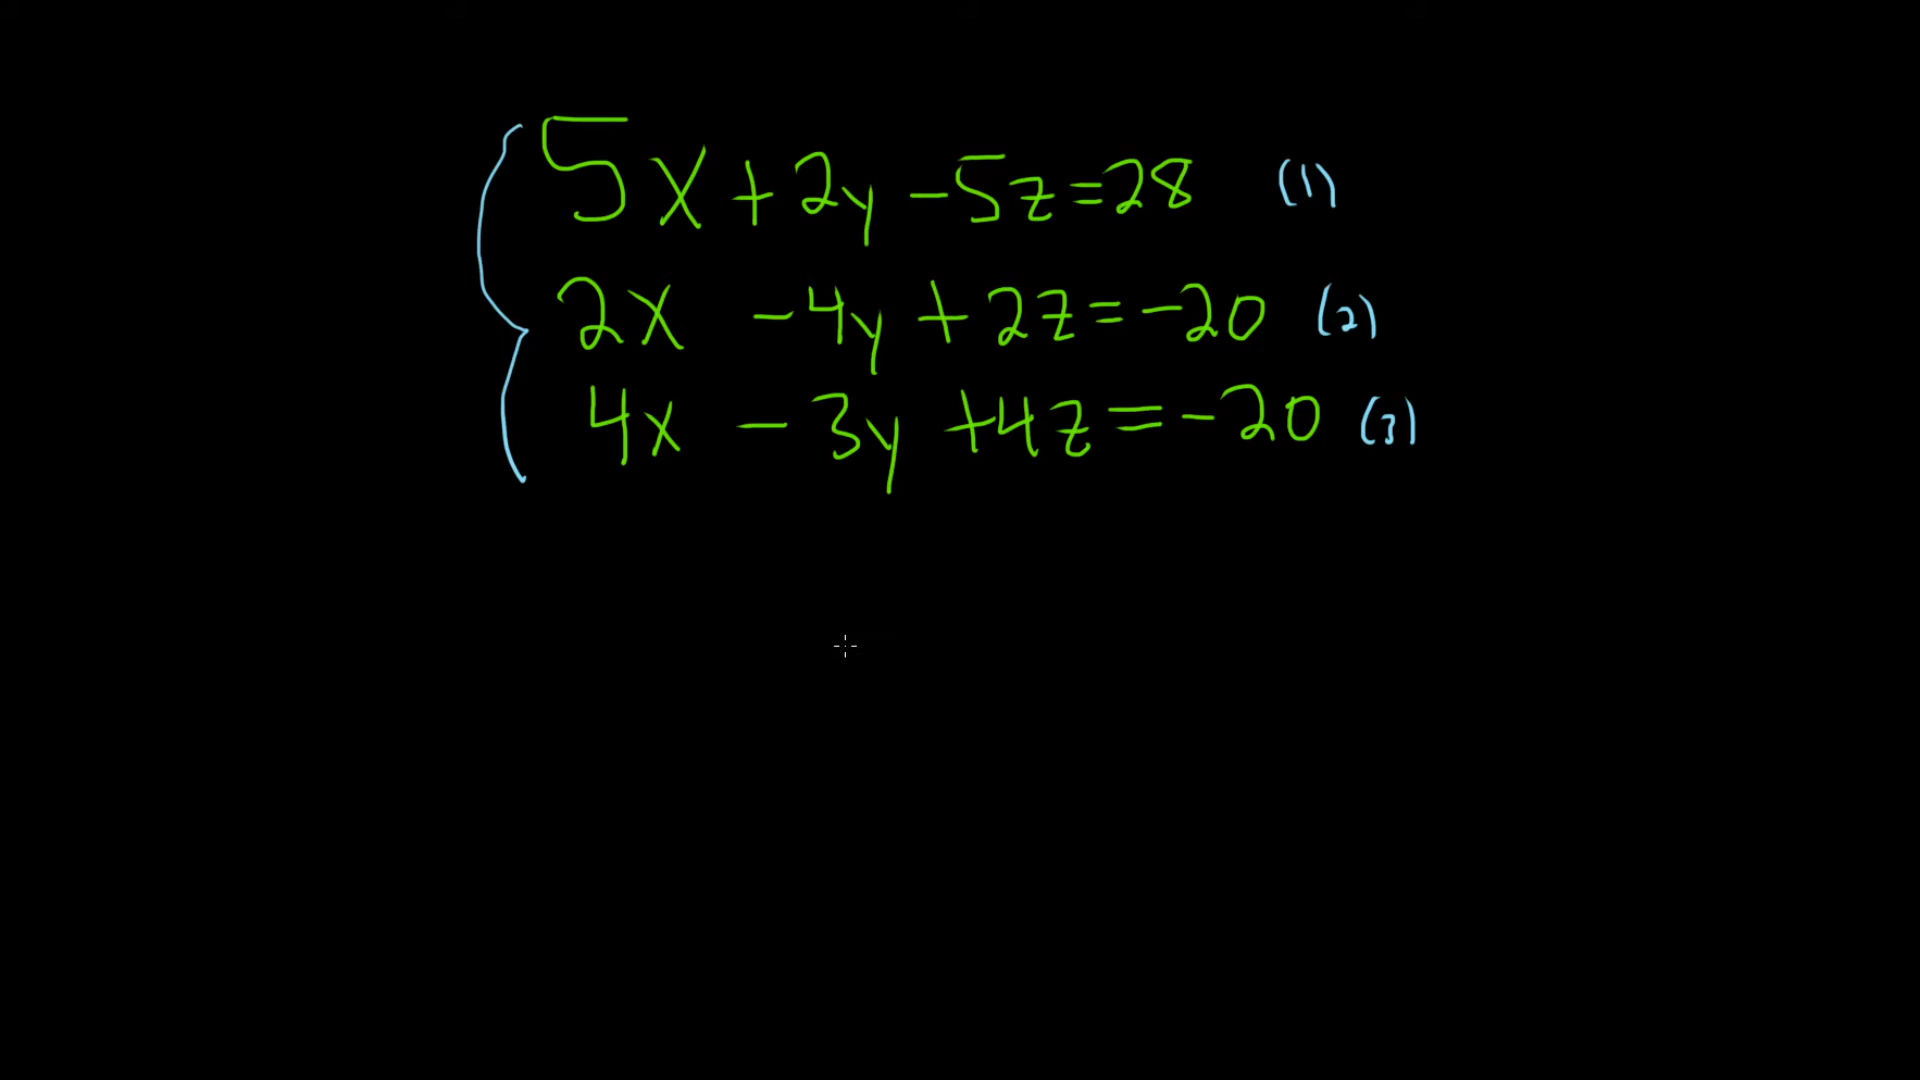 5x + 2y - 5z = 28 (1)
2x - 4y + 2z = -20 (2)
4x - 3y + 4z = -20 (3)